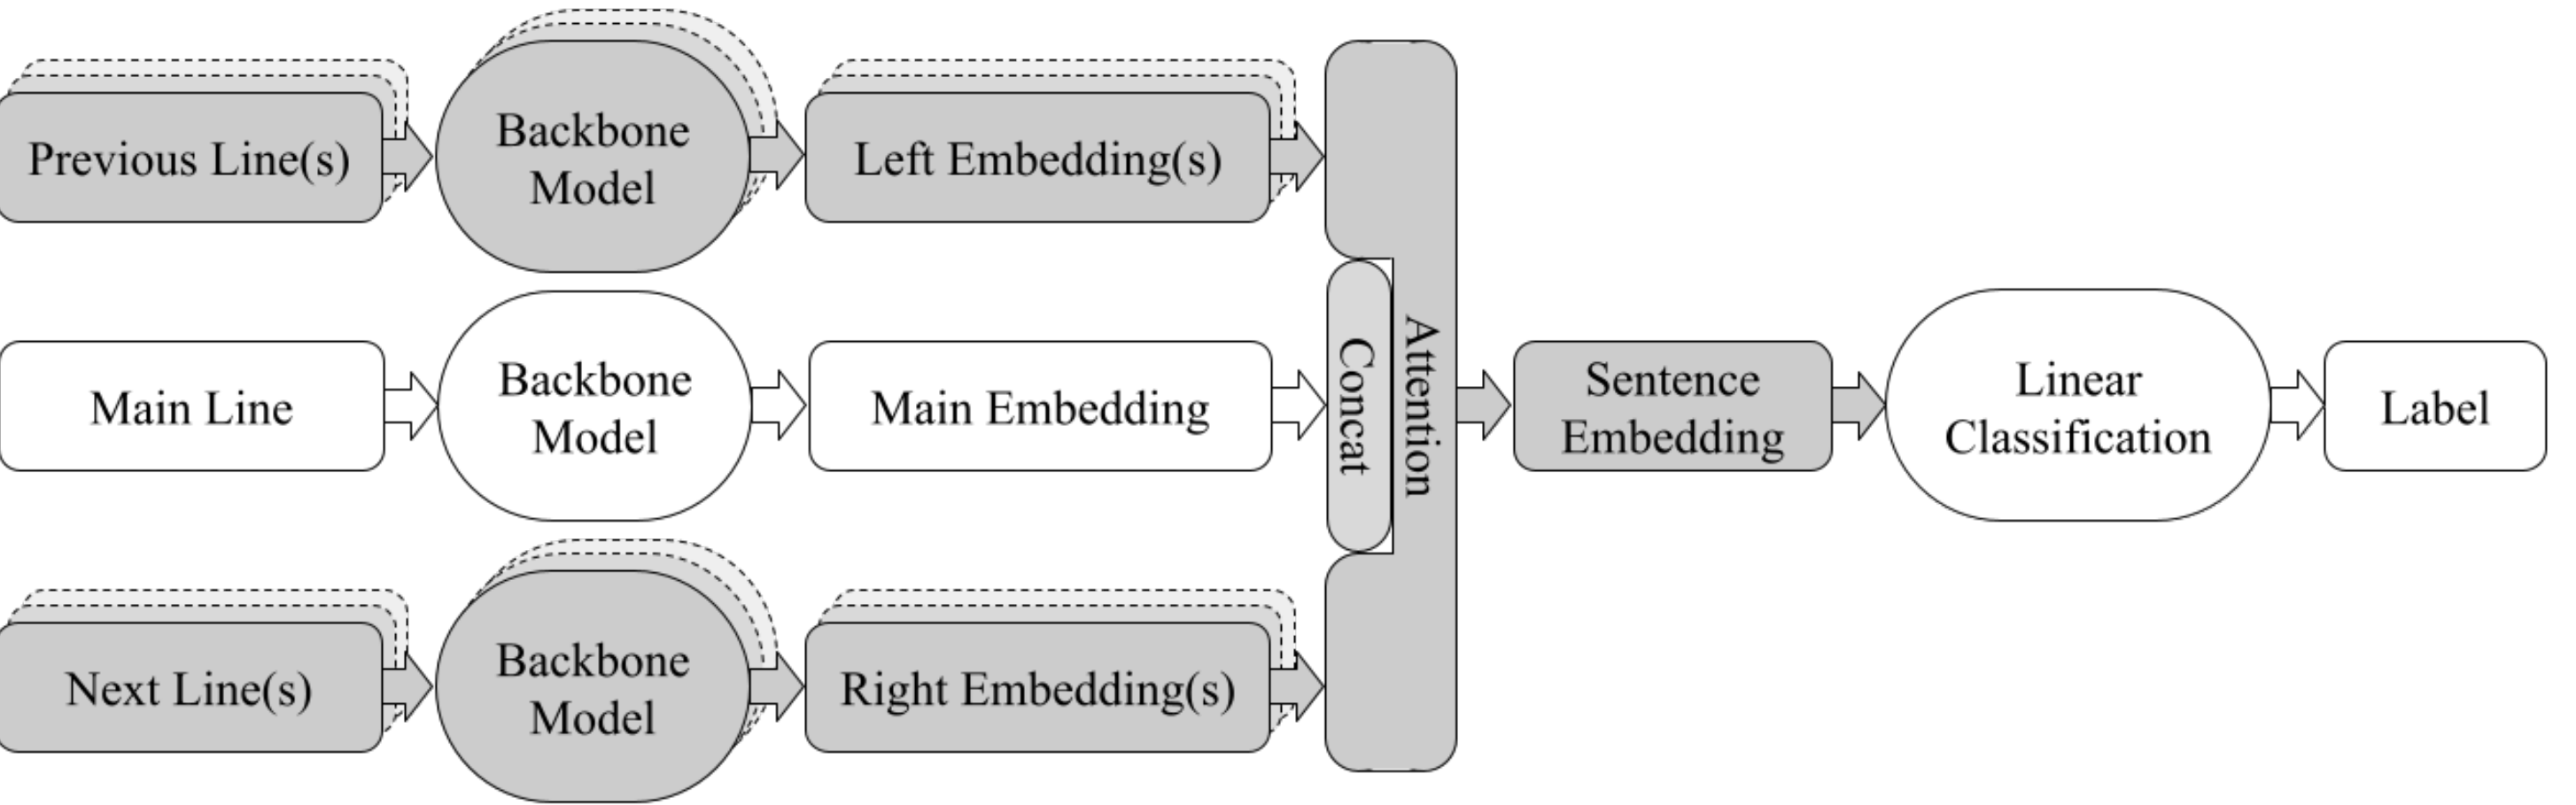 Previous Line(s)
Backbone
Model
Left Embedding(s)
Main Line
Backbone
Model
Main Embedding
Concat
Attention
Sentence
Embedding
Linear
Classification
Label
Next Line(s)
Backbone
Model
Right Embedding(s)